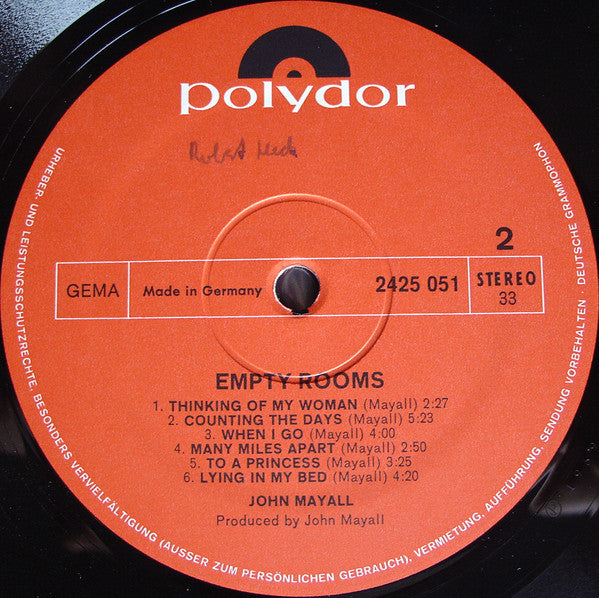 polydor
Robert
2
GEMA
Made in Germany
2425 051
STEREO
33
EMPTY ROOMS
1. THINKING OF MY WOMAN (Mayall) 2:27
2. COUNTING THE DAYS (Mayall) 5:23
3. WHEN I GO (Mayall) 4:00
4. MANY MILES APART (Mayall) 2:50
5. TO A PRINCESS (Mayall) 3:25
6. LYING IN MY BED (Mayall) 4:20
JOHN MAYALL
Produced by John Mayall
URHEBER- UND LEISTUNGSSCHUTZRECHTE, BESONDERS VERVIELFÄLTIGUNG (AUSSER ZUM PERSÖNLICHEN GEBRAUCH), VERMIETUNG, AUFFÜHRUNG, SENDUNG VORBEHALTEN · DEUTSCHE GRAMMOPHON